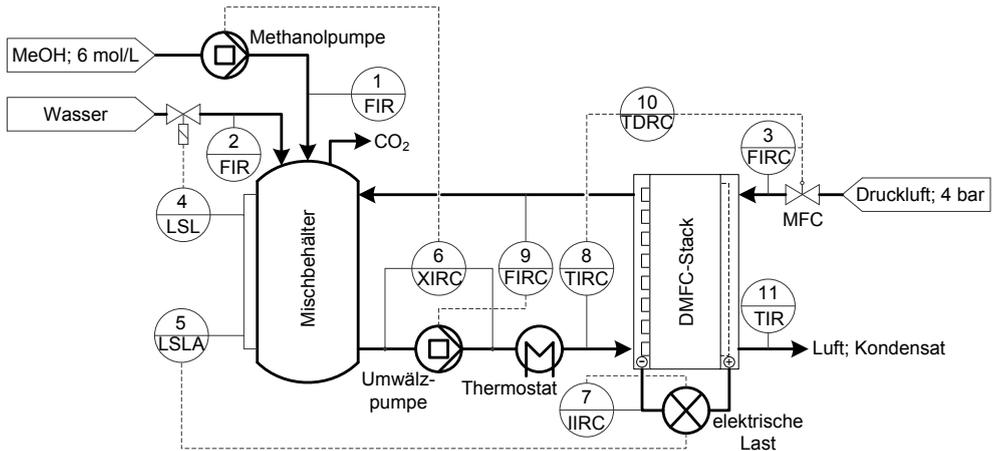 Methanolpumpe
MeOH; 6 mol/L
1
FIR
10
TDRC
Wasser
3
FIRC
2
FIR
CO2
Druckluft; 4 bar
MFC
4
LSL
Mischbehälter
6
XIRC
9
FIRC
8
TIRC
DMFC-Stack
11
TIR
5
LSLA
Luft; Kondensat
Umwälz-
pumpe
Thermostat
7
IIRC
elektrische
Last